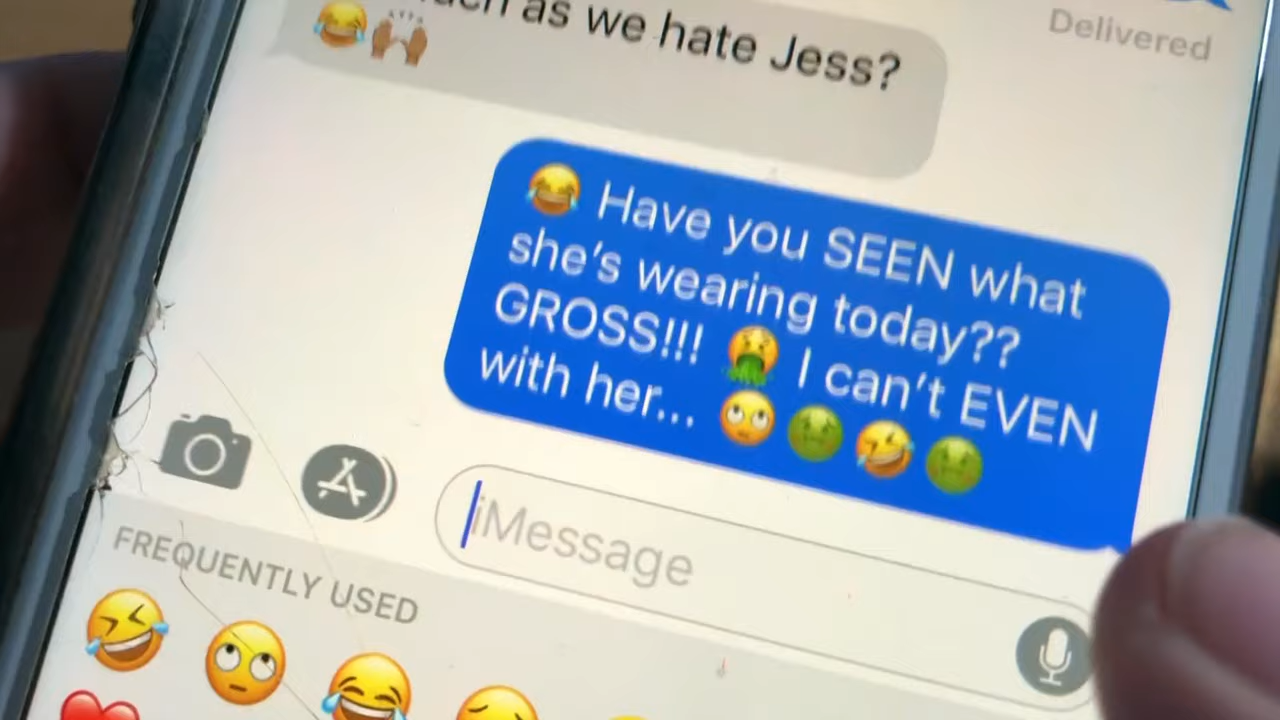 as we hate Jess?
😂🙌🏽
Delivered
😂 Have you SEEN what
she's wearing today??
GROSS!!! 🤮 I can't EVEN
with her... 🙄🤢🤣🤢
iMessage
FREQUENTLY USED